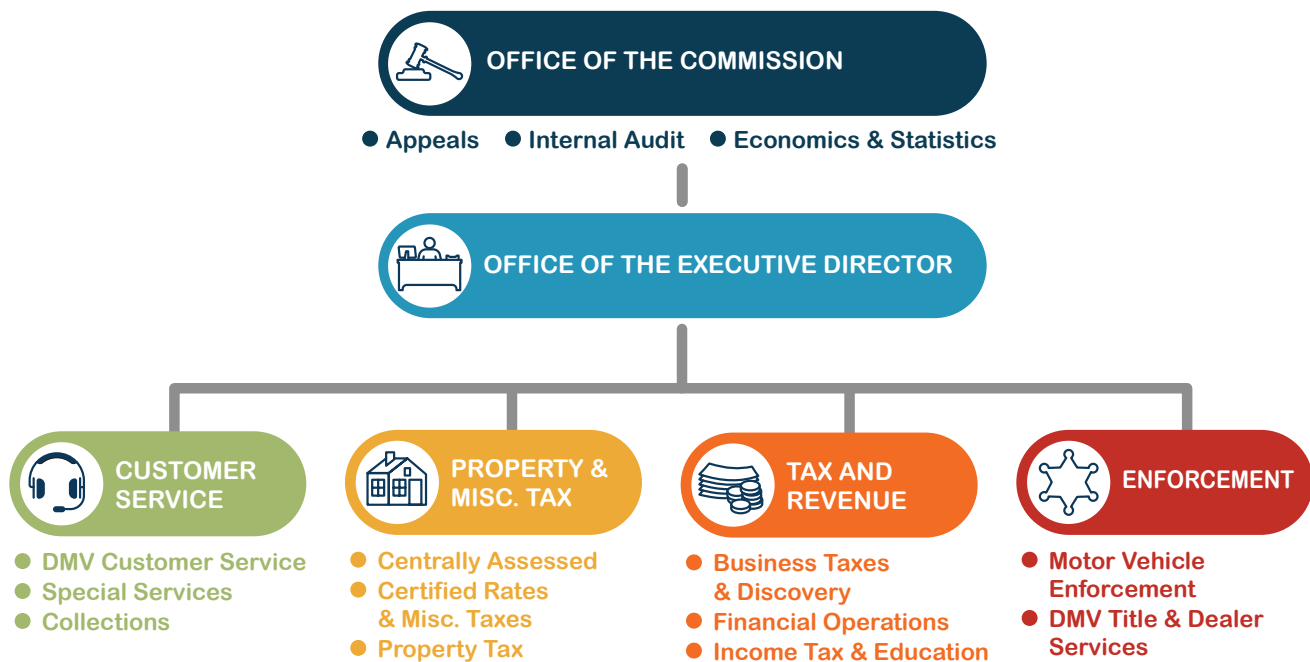 OFFICE OF THE COMMISSION
● Appeals ● Internal Audit ● Economics & Statistics
OFFICE OF THE EXECUTIVE DIRECTOR
CUSTOMER
SERVICE
● DMV Customer Service
● Special Services
● Collections
PROPERTY &
MISC. TAX
● Centrally Assessed
● Certified Rates
& Misc. Taxes
● Property Tax
TAX AND
REVENUE
● Business Taxes
& Discovery
● Financial Operations
● Income Tax & Education
ENFORCEMENT
● Motor Vehicle
Enforcement
● DMV Title & Dealer
Services